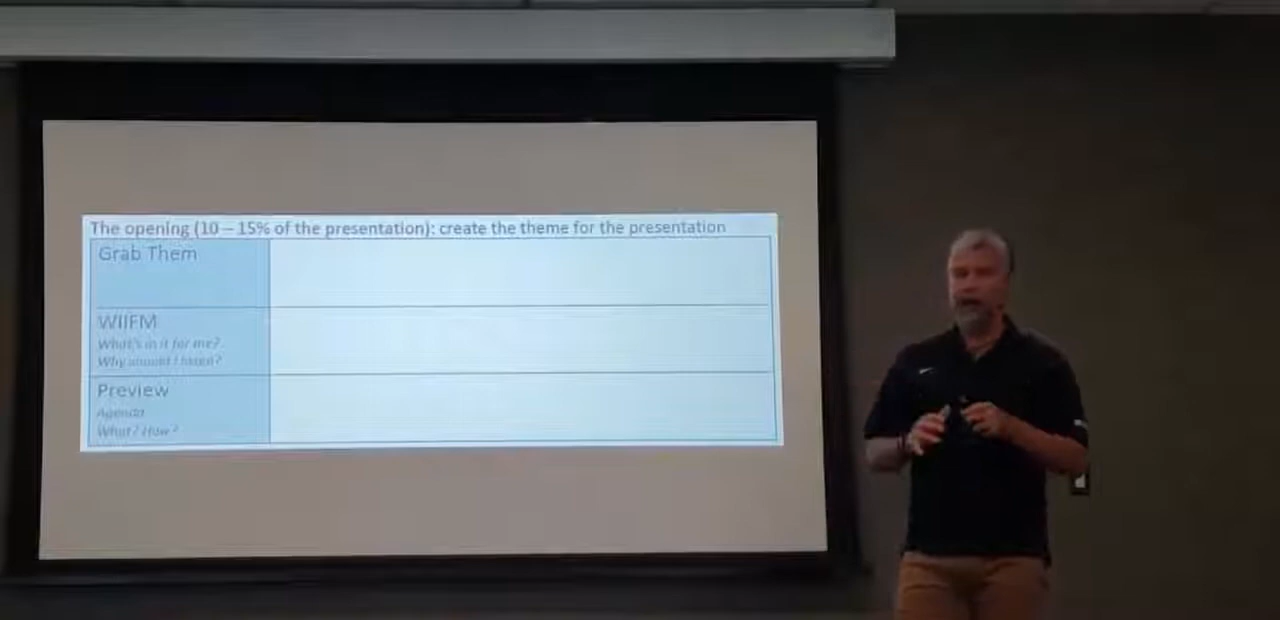 The opening (10 – 15% of the presentation): create the theme for the presentation
Grab Them
WIIFM
What's in it for me?
Why should I listen?
Preview
Agenda
What? How?